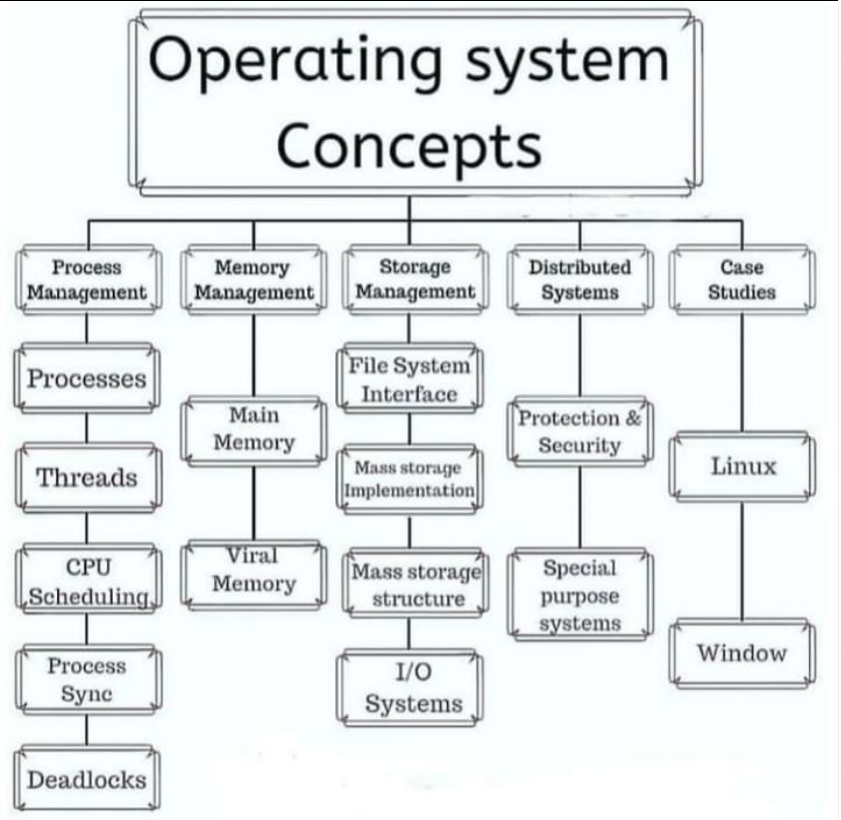 Operating system
Concepts
Process
Management
Memory
Management
Storage
Management
Distributed
Systems
Case
Studies
Processes
Threads
CPU
Scheduling
Process
Sync
Deadlocks
Main
Memory
Viral
Memory
File System
Interface
Mass storage
Implementation
Mass storage
structure
I/O
Systems
Protection &
Security
Special
purpose
systems
Linux
Window